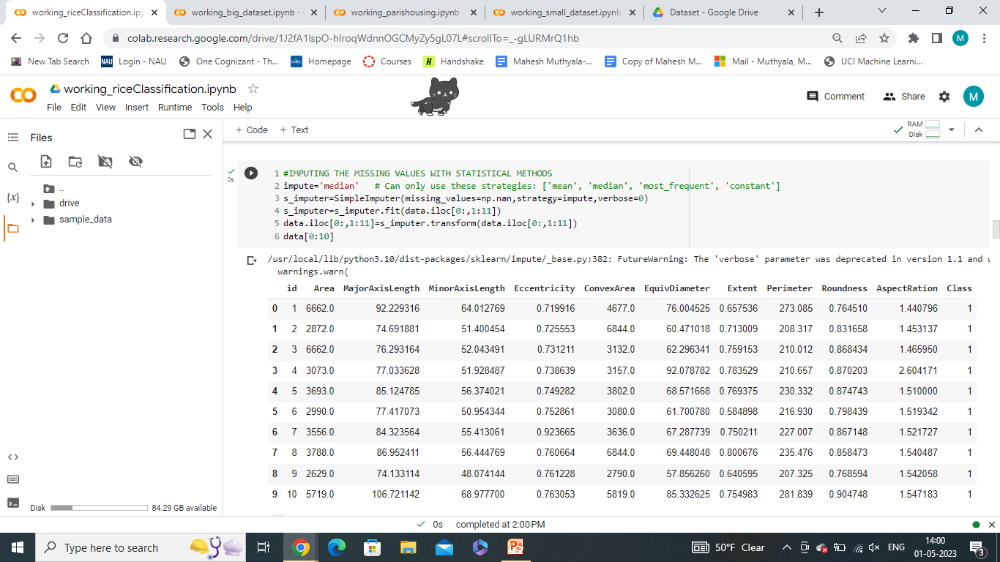 working_riceClassification.ipy
working_big_dataset.ipynb -
working_parishousing.ipynb -
working_small_dataset.ipynb
Dataset - Google Drive
colab.research.google.com/drive/1J2fA1lspO-hIroqWdnnOGCMyZy5gL07L#scrollTo=_-gLURMrQ1hb
M
New Tab Search
NAU
Login - NAU
One Cognizant - Th...
Homepage
Courses
H
Handshake
Mahesh Muthyala-...
Copy of Mahesh M...
Mail - Muthyala, M...
UCI Machine Learni...
working_riceClassification.ipynb
File Edit View Insert Runtime Tools Help
Comment
Share
M
Files
+ Code + Text
RAM
Disk
..
drive
sample_data
{x}
0s
1 #IMPUTING THE MISSING VALUES WITH STATISTICAL METHODS
2 impute='median' # Can only use these strategies: ['mean', 'median', 'most_frequent', 'constant']
3 s_imputer=SimpleImputer(missing_values=np.nan,strategy=impute,verbose=0)
4 s_imputer=s_imputer.fit(data.iloc[0:,1:11])
5 data.iloc[0:,1:11]=s_imputer.transform(data.iloc[0:,1:11])
6 data[0:10]
/usr/local/lib/python3.10/dist-packages/sklearn/impute/_base.py:382: FutureWarning: The 'verbose' parameter was deprecated in version 1.1 and w
warnings.warn(
id Area MajorAxisLength MinorAxisLength Eccentricity ConvexArea EquivDiameter Extent Perimeter Roundness AspectRation Class
0 1 6662.0 92.229316 64.012769 0.719916 4677.0 76.004525 0.657536 273.085 0.764510 1.440796 1
1 2 2872.0 74.691881 51.400454 0.725553 6844.0 60.471018 0.713009 208.317 0.831658 1.453137 1
2 3 6662.0 76.293164 52.043491 0.731211 3132.0 62.296341 0.759153 210.012 0.868434 1.465950 1
3 4 3073.0 77.033628 51.928487 0.738639 3157.0 92.078782 0.783529 210.657 0.870203 2.604171 1
4 5 3693.0 85.124785 56.374021 0.749282 3802.0 68.571668 0.769375 230.332 0.874743 1.510000 1
5 6 2990.0 77.417073 50.954344 0.752861 3080.0 61.700780 0.584898 216.930 0.798439 1.519342 1
6 7 3556.0 84.323564 55.413061 0.923665 3636.0 67.287739 0.750211 227.007 0.867148 1.521727 1
7 8 3788.0 86.952411 56.444769 0.760664 6844.0 69.448048 0.800676 235.476 0.858473 1.540487 1
8 9 2629.0 74.133114 48.074144 0.761228 2790.0 57.856260 0.640595 207.325 0.768594 1.542058 1
9 10 5719.0 106.721142 68.977700 0.763053 5819.0 85.332625 0.754983 281.839 0.904748 1.547183 1
Disk
84.29 GB available
0s completed at 2:00 PM
Type here to search
50°F Clear
ENG
14:00
01-05-2023
3